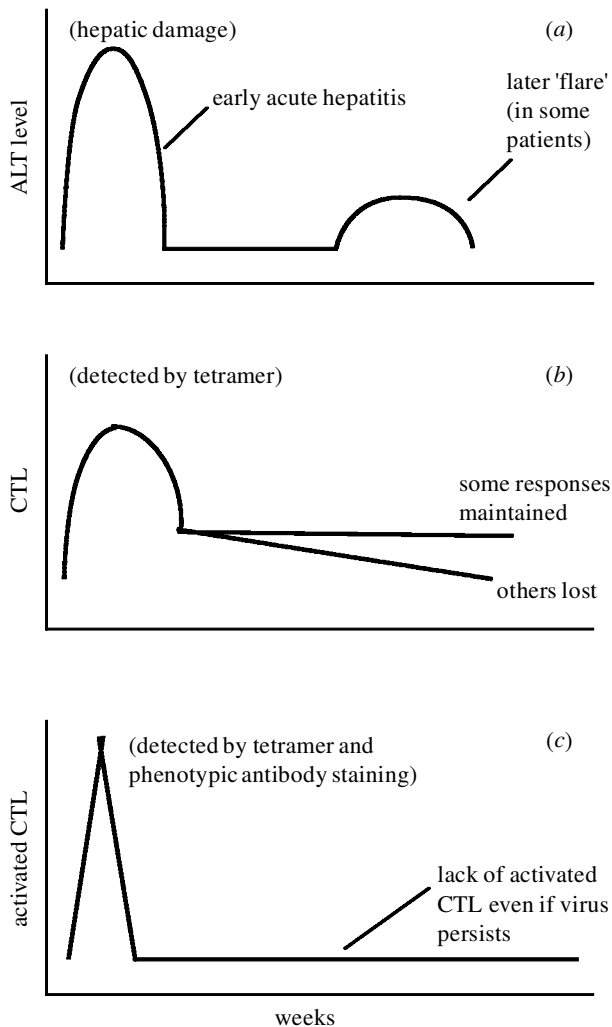 (hepatic damage)
(a)
early acute hepatitis
later 'flare'
(in some
patients)
ALT level
(detected by tetramer)
(b)
CTL
some responses
maintained
others lost
(detected by tetramer and
phenotypic antibody staining)
(c)
activated CTL
lack of activated
CTL even if virus
persists
weeks